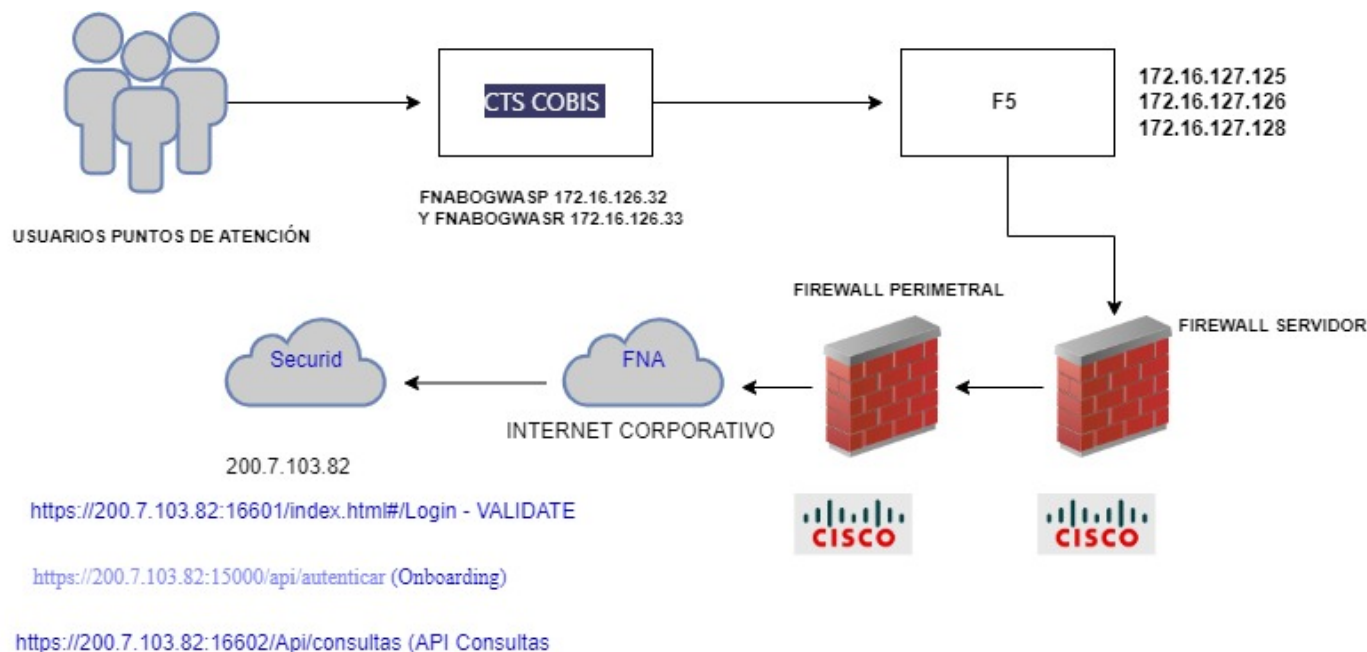 CTS COBIS
F5
172.16.127.125
172.16.127.126
172.16.127.128
FNABOGWASP 172.16.126.32
Y FNABOGWASR 172.16.126.33
USUARIOS PUNTOS DE ATENCIÓN
FIREWALL PERIMETRAL
FIREWALL SERVIDOR
Securid
FNA
INTERNET CORPORATIVO
200.7.103.82
https://200.7.103.82:16601/index.html#/Login - VALIDATE
CISCO
CISCO
https://200.7.103.82:15000/api/autenticar (Onboarding)
https://200.7.103.82:16602/Api/consultas (API Consultas